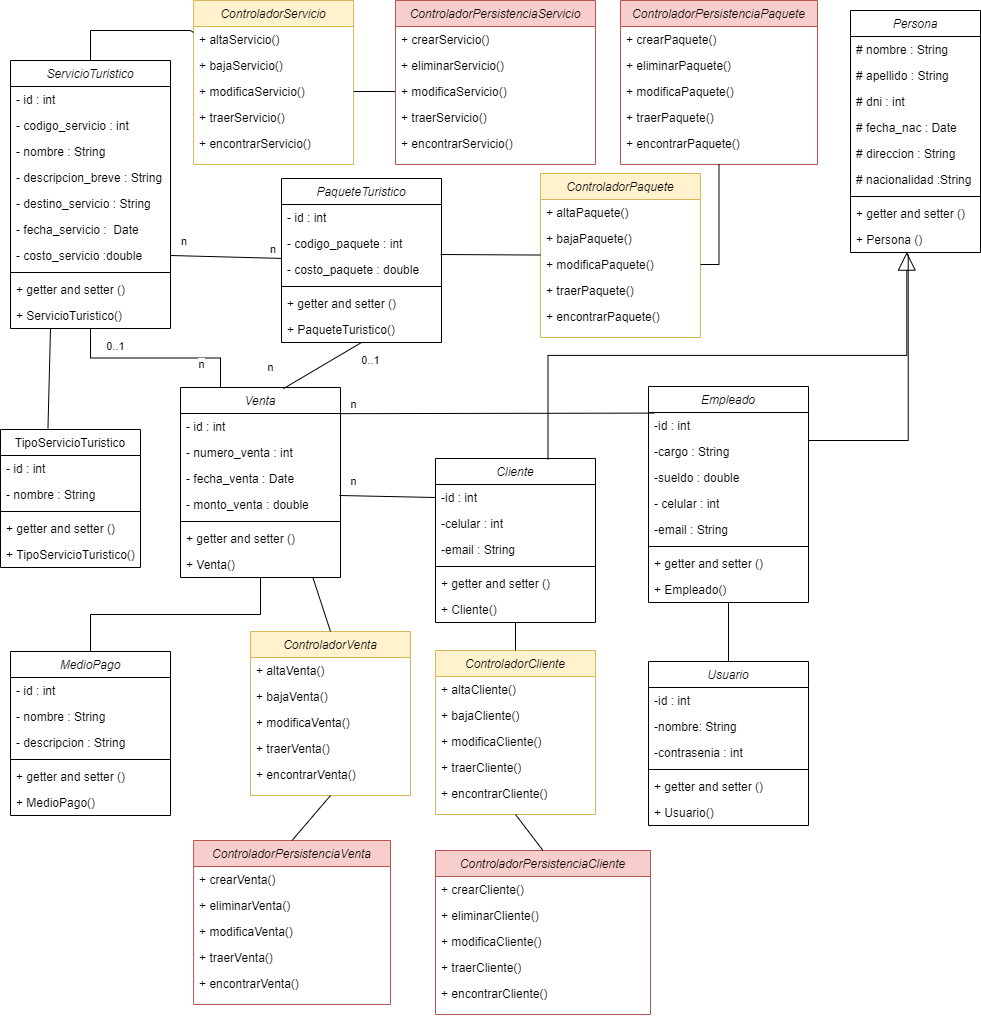 ControladorServicio
+ altaServicio()
+ bajaServicio()
+ modificaServicio()
+ traerServicio()
+ encontrarServicio()
ControladorPersistenciaServicio
+ crearServicio()
+ eliminarServicio()
+ modificaServicio()
+ traerServicio()
+ encontrarServicio()
ControladorPersistenciaPaquete
+ crearPaquete()
+ eliminarPaquete()
+ modificaPaquete()
+ traerPaquete()
+ encontrarPaquete()
Persona
# nombre : String
# apellido : String
# dni : int
# fecha_nac : Date
# direccion : String
# nacionalidad :String
+ getter and setter ()
+ Persona ()
ServicioTuristico
- id : int
- codigo_servicio : int
- nombre : String
- descripcion_breve : String
- destino_servicio : String
- fecha_servicio :  Date
- costo_servicio :double
+ getter and setter ()
+ ServicioTuristico()
n
n
PaqueteTuristico
- id : int
- codigo_paquete : int
- costo_paquete : double
+ getter and setter ()
+ PaqueteTuristico()
ControladorPaquete
+ altaPaquete()
+ bajaPaquete()
+ modificaPaquete()
+ traerPaquete()
+ encontrarPaquete()
0..1
n
n
0..1
TipoServicioTuristico
- id : int
- nombre : String
+ getter and setter ()
+ TipoServicioTuristico()
Venta
- id : int
- numero_venta : int
- fecha_venta : Date
- monto_venta : double
+ getter and setter ()
+ Venta()
n
n
Cliente
-id : int
-celular : int
-email : String
+ getter and setter ()
+ Cliente()
Empleado
-id : int
-cargo : String
-sueldo : double
- celular : int
-email : String
+ getter and setter ()
+ Empleado()
MedioPago
- id : int
- nombre : String
- descripcion : String
+ getter and setter ()
+ MedioPago()
ControladorVenta
+ altaVenta()
+ bajaVenta()
+ modificaVenta()
+ traerVenta()
+ encontrarVenta()
ControladorCliente
+ altaCliente()
+ bajaCliente()
+ modificaCliente()
+ traerCliente()
+ encontrarCliente()
Usuario
-id : int
-nombre: String
-contrasenia : int
+ getter and setter ()
+ Usuario()
ControladorPersistenciaVenta
+ crearVenta()
+ eliminarVenta()
+ modificaVenta()
+ traerVenta()
+ encontrarVenta()
ControladorPersistenciaCliente
+ crearCliente()
+ eliminarCliente()
+ modificaCliente()
+ traerCliente()
+ encontrarCliente()